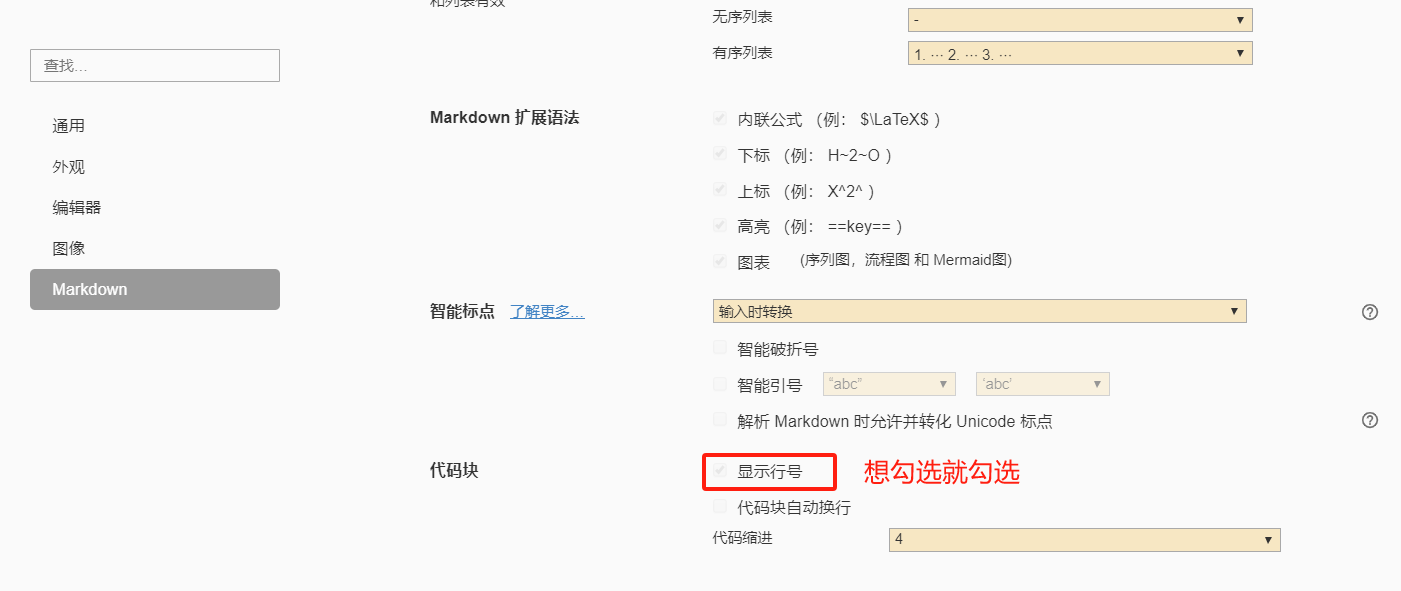 和列表有效
无序列表 -
有序列表 1. ··· 2. ··· 3. ···
查找...
通用
外观
编辑器
图像
Markdown
Markdown 扩展语法
内联公式 （例： $\LaTeX$ ）
下标 （例： H~2~O ）
上标 （例： X^2^ ）
高亮 （例： ==key== ）
图表 (序列图，流程图 和 Mermaid图)
智能标点 了解更多... 输入时转换
智能破折号
智能引号 “abc” ‘abc’
解析 Markdown 时允许并转化 Unicode 标点
代码块 显示行号 想勾选就勾选
代码块自动换行
代码缩进 4